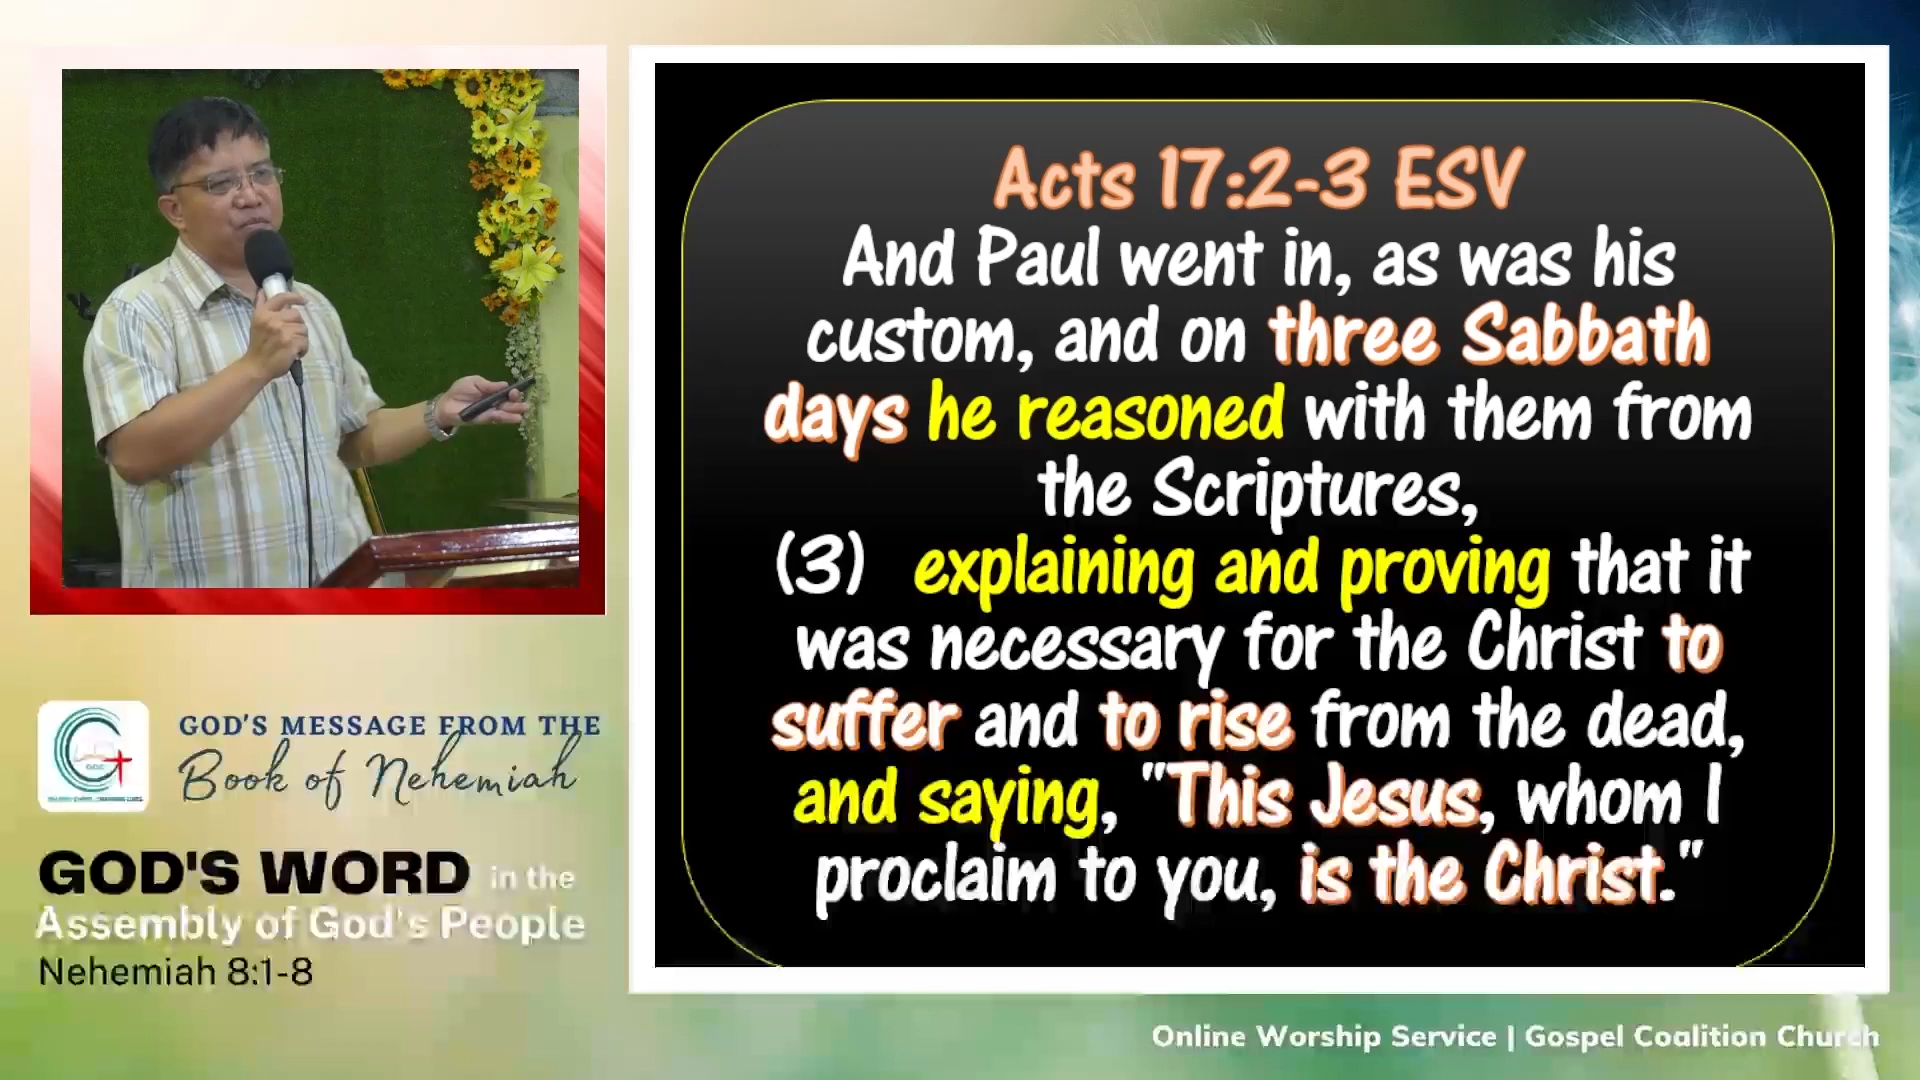 Acts 17:2-3 ESV
And Paul went in, as was his
custom, and on three Sabbath
days he reasoned with them from
the Scriptures,
(3) explaining and proving that it
was necessary for the Christ to
suffer and to rise from the dead,
and saying, "This Jesus, whom I
proclaim to you, is the Christ."
GOD'S MESSAGE FROM THE
Book of Nehemiah
GOD'S WORD in the
Assembly of God's People
Nehemiah 8:1-8
Online Worship Service | Gospel Coalition Church